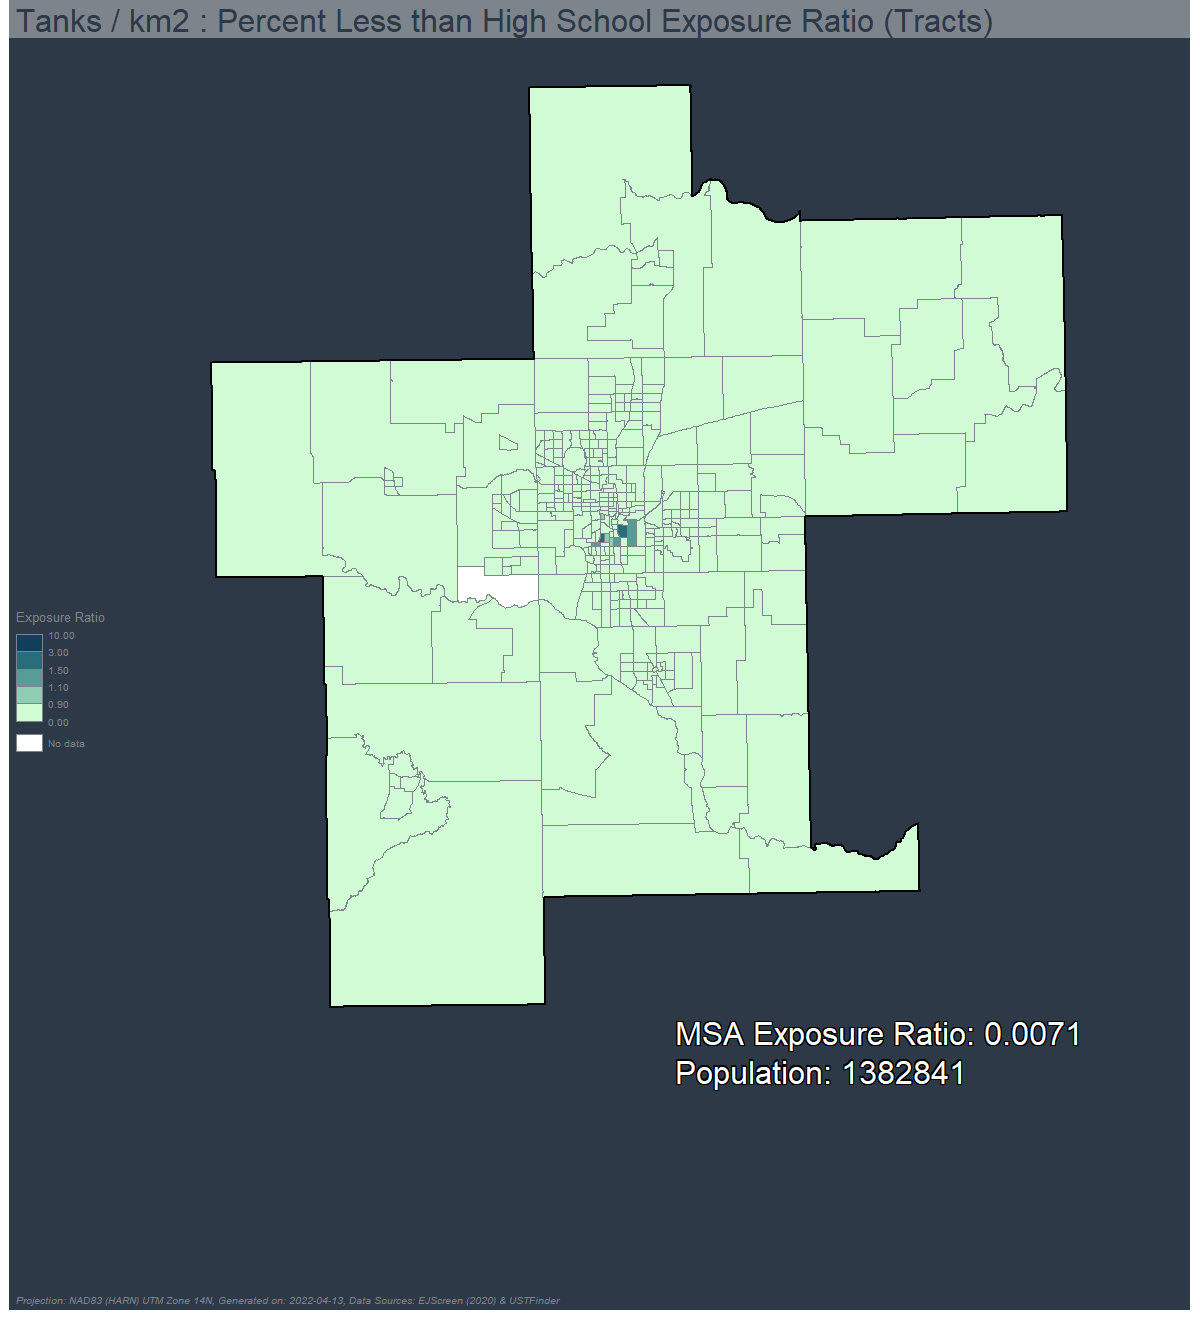 Tanks / km2 : Percent Less than High School Exposure Ratio (Tracts)
Exposure Ratio
10.00
3.00
1.50
1.10
0.90
0.00
No data
MSA Exposure Ratio: 0.0071
Population: 1382841
Projection: NAD83 (HARN) UTM Zone 14N, Generated on: 2022-04-13, Data Sources: EJScreen (2020) & USTFinder